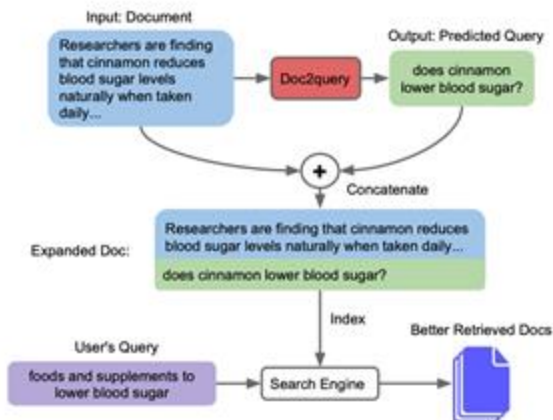 Input: Document
Researchers are finding
that cinnamon reduces
blood sugar levels
naturally when taken
daily...
Doc2query
Output: Predicted Query
does cinnamon
lower blood sugar?
+
Concatenate
Expanded Doc:
Researchers are finding that cinnamon reduces
blood sugar levels naturally when taken daily...
does cinnamon lower blood sugar?
Index
User's Query
foods and supplements to
lower blood sugar
Search Engine
Better Retrieved Docs